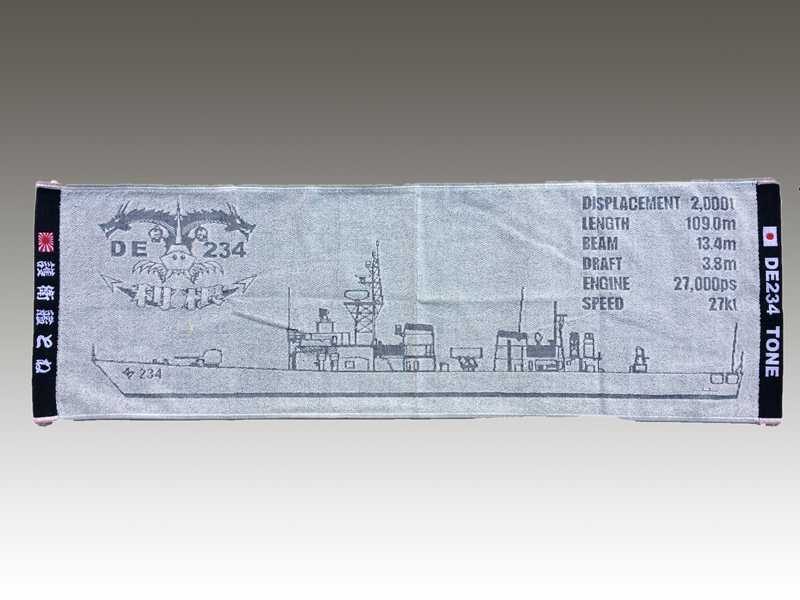 DE 234
234
DISPLACEMENT 2,000t
LENGTH 109.0m
BEAM 13.4m
DRAFT 3.8m
ENGINE 27,000ps
SPEED 27kt
護衛艦とね
DE234 TONE